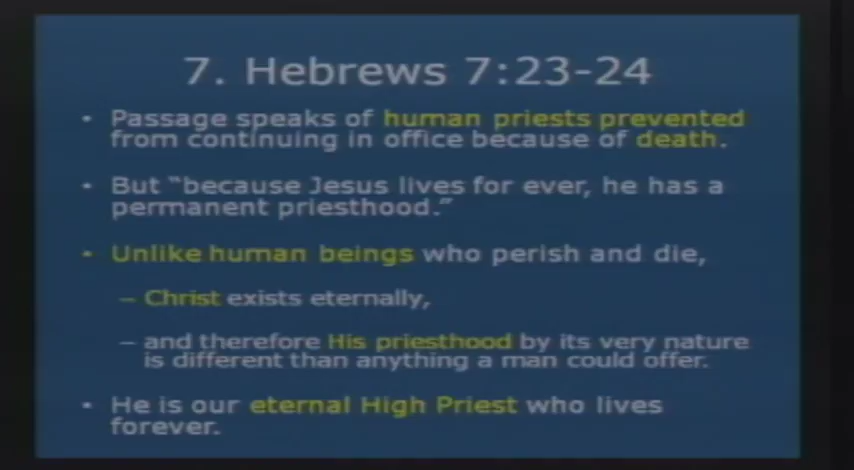 7. Hebrews 7:23-24
• Passage speaks of human priests prevented
from continuing in office because of death.
• But “because Jesus lives for ever, he has a
permanent priesthood.”
• Unlike human beings who perish and die,
– Christ exists eternally,
– and therefore His priesthood by its very nature
is different than anything a man could offer.
• He is our eternal High Priest who lives
forever.